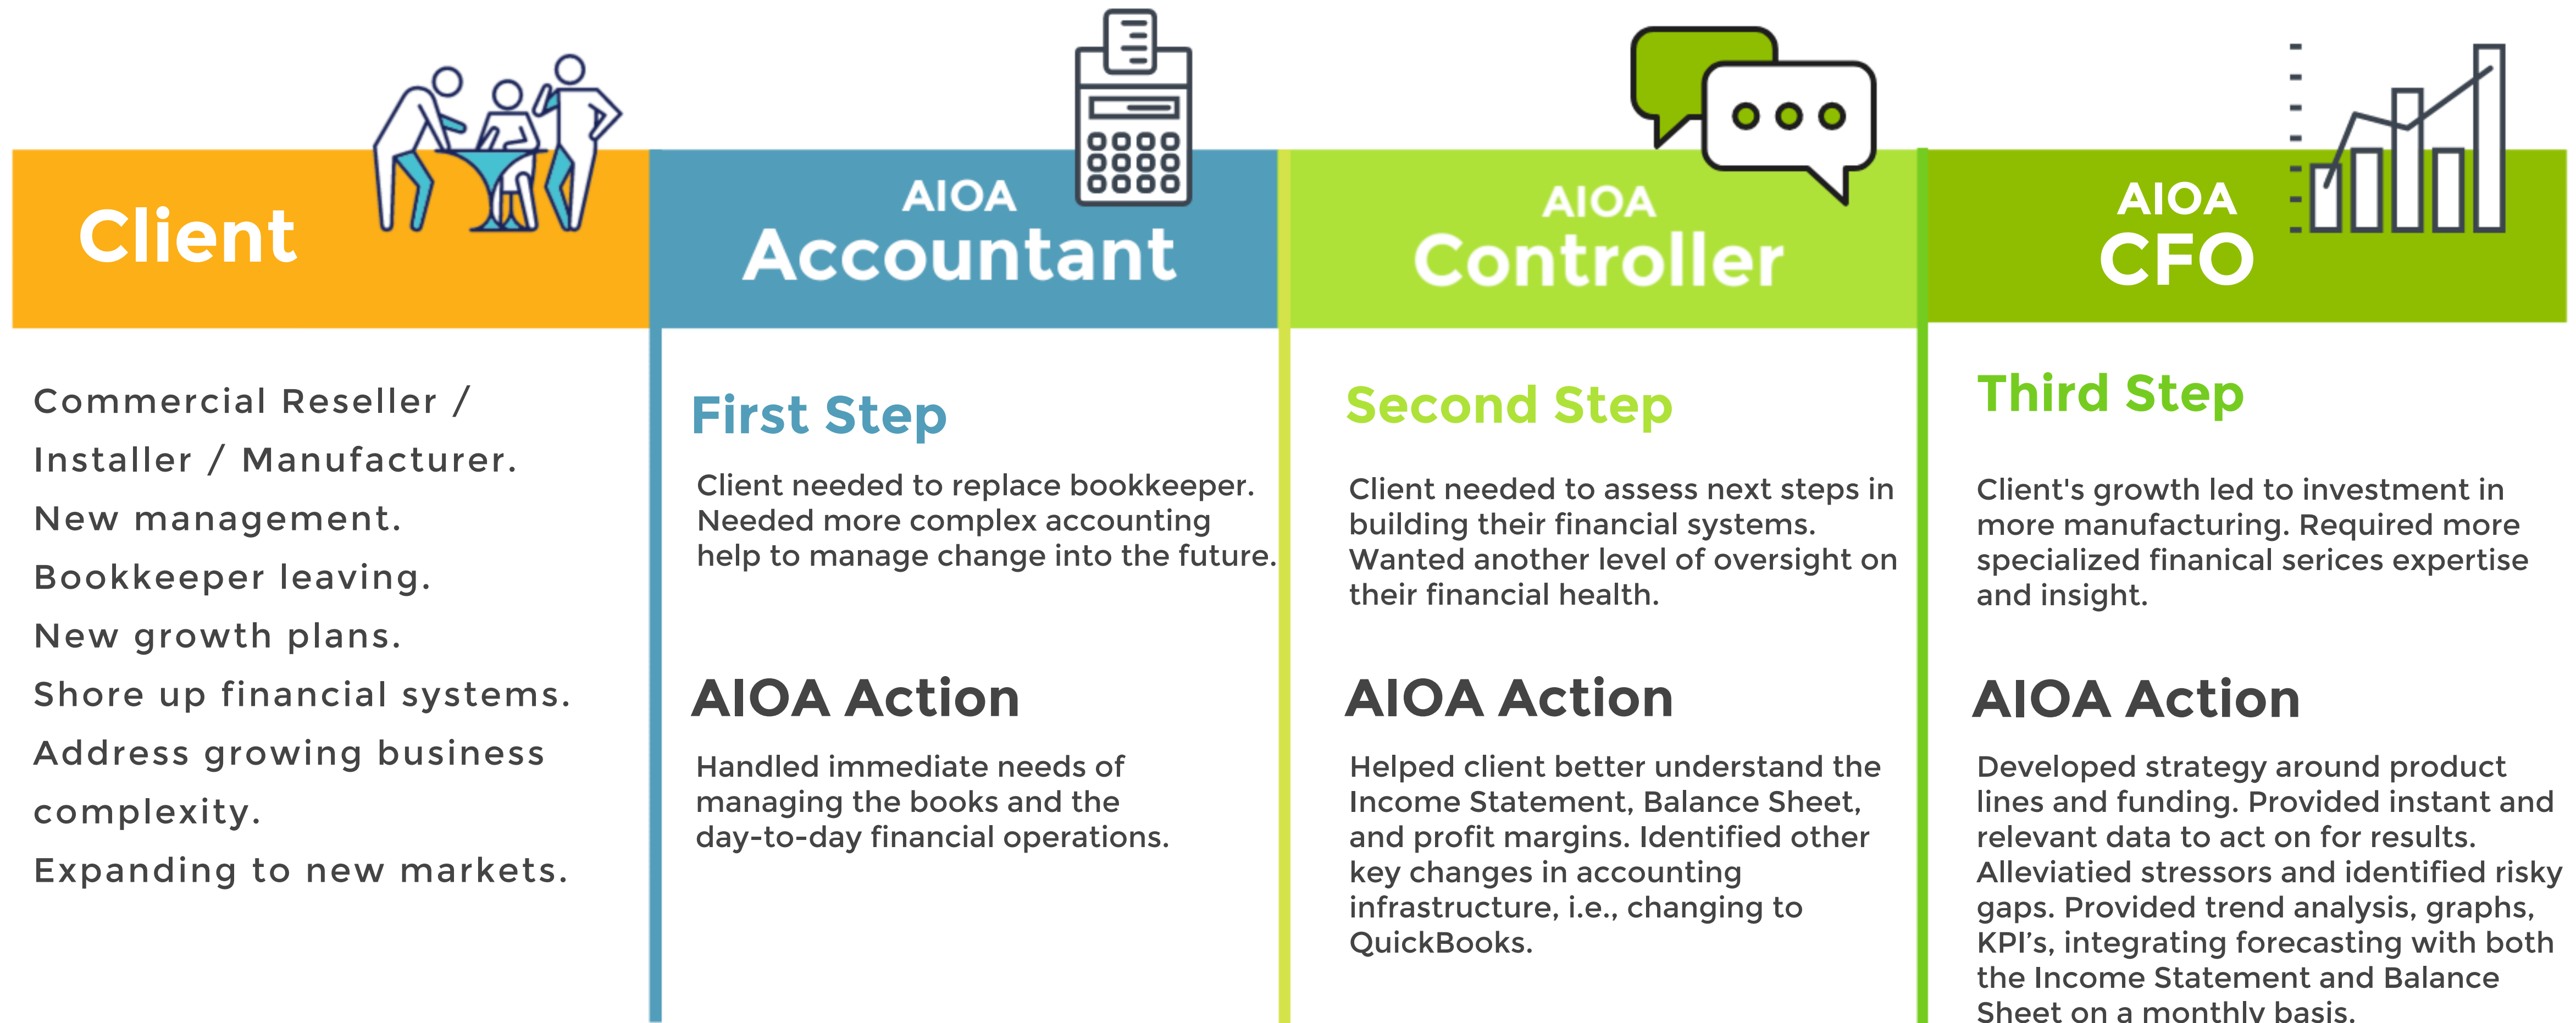 Client
Commercial Reseller /
Installer / Manufacturer.
New management.
Bookkeeper leaving.
New growth plans.
Shore up financial systems.
Address growing business
complexity.
Expanding to new markets.
AIOA
Accountant
First Step
Client needed to replace bookkeeper.
Needed more complex accounting
help to manage change into the future.
AIOA Action
Handled immediate needs of
managing the books and the
day-to-day financial operations.
AIOA
Controller
Second Step
Client needed to assess next steps in
building their financial systems.
Wanted another level of oversight on
their financial health.
AIOA Action
Helped client better understand the
Income Statement, Balance Sheet,
and profit margins. Identified other
key changes in accounting
infrastructure, i.e., changing to
QuickBooks.
AIOA
CFO
Third Step
Client's growth led to investment in
more manufacturing. Required more
specialized finanical serices expertise
and insight.
AIOA Action
Developed strategy around product
lines and funding. Provided instant and
relevant data to act on for results.
Alleviatied stressors and identified risky
gaps. Provided trend analysis, graphs,
KPI’s, integrating forecasting with both
the Income Statement and Balance
Sheet on a monthly basis.